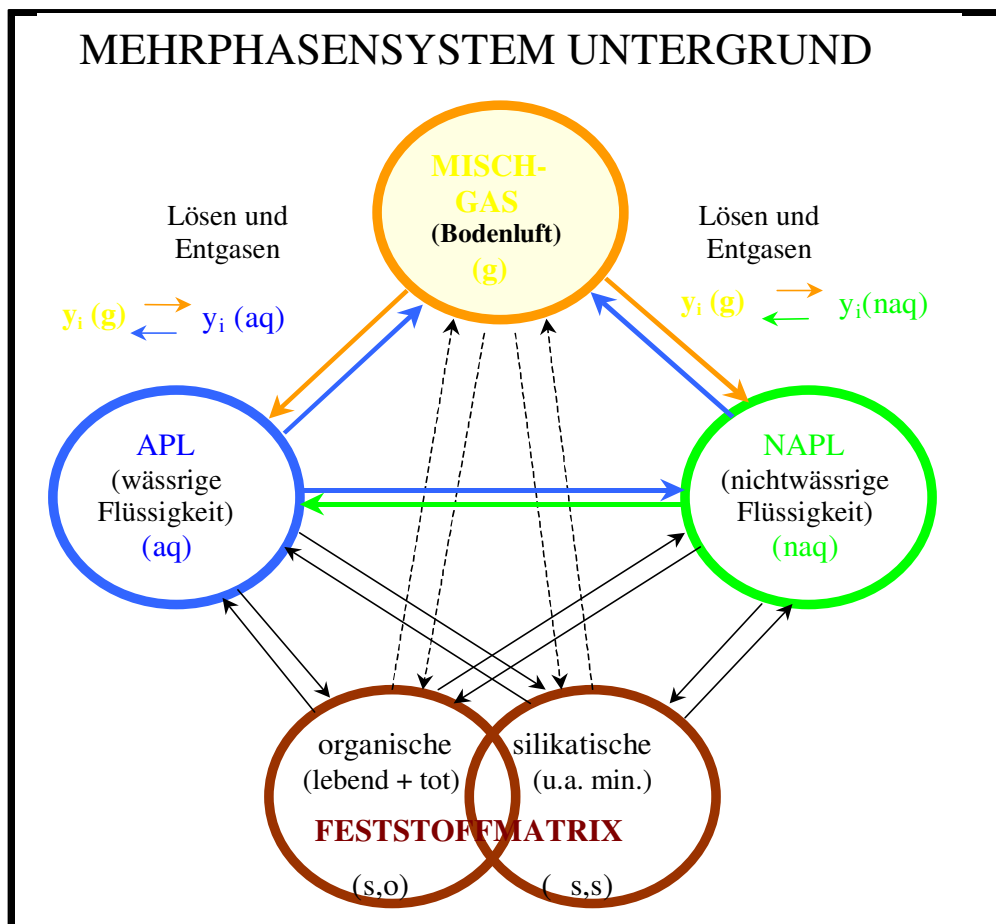 MEHRPHASENSYSTEM UNTERGRUND
MISCH-
GAS
(Bodenluft)
(g)
Lösen und
Entgasen
yi (g) yi (aq)
Lösen und
Entgasen
yi (g) yi(naq)
APL
(wässrige
Flüssigkeit)
(aq)
NAPL
(nichtwässrige
Flüssigkeit)
(naq)
organische
(lebend + tot)
silikatische
(u.a. min.)
FESTSTOFFMATRIX
(s,o)
( s,s)